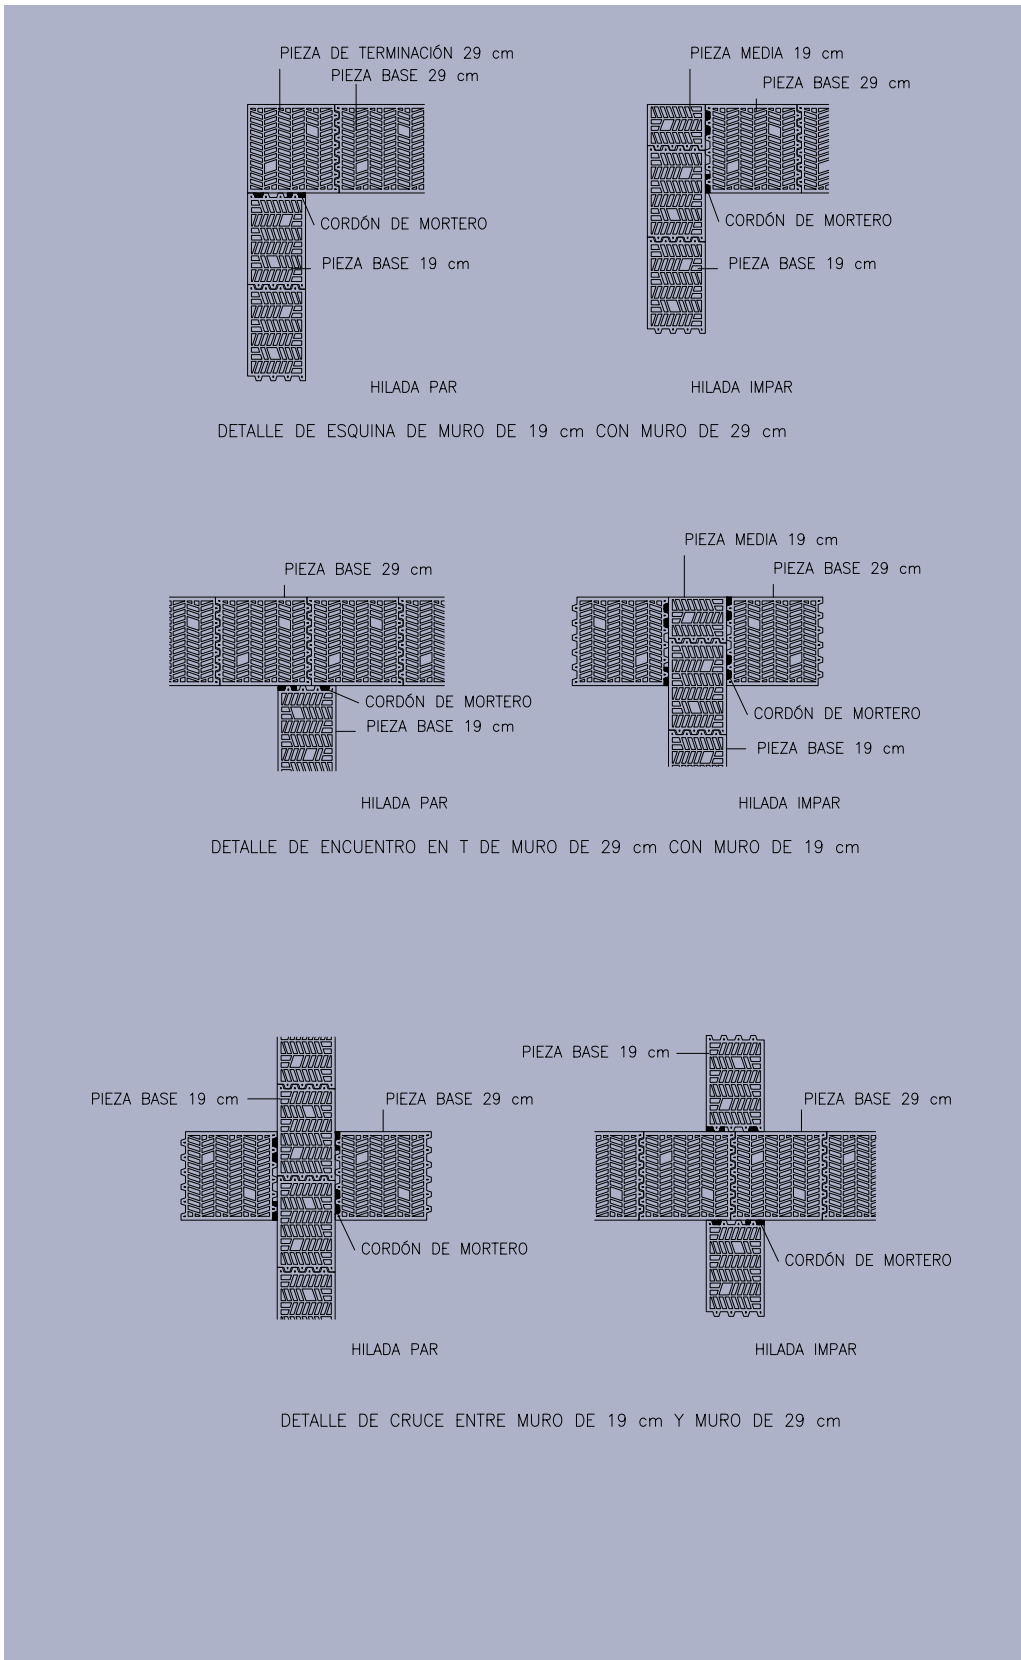 PIEZA DE TERMINACIÓN 29 cm
PIEZA BASE 29 cm
CORDÓN DE MORTERO
PIEZA BASE 19 cm
HILADA PAR
PIEZA MEDIA 19 cm
PIEZA BASE 29 cm
CORDÓN DE MORTERO
PIEZA BASE 19 cm
HILADA IMPAR
DETALLE DE ESQUINA DE MURO DE 19 cm CON MURO DE 29 cm
PIEZA BASE 29 cm
CORDÓN DE MORTERO
PIEZA BASE 19 cm
HILADA PAR
PIEZA MEDIA 19 cm
PIEZA BASE 29 cm
CORDÓN DE MORTERO
PIEZA BASE 19 cm
HILADA IMPAR
DETALLE DE ENCUENTRO EN T DE MURO DE 29 cm CON MURO DE 19 cm
PIEZA BASE 19 cm
PIEZA BASE 29 cm
CORDÓN DE MORTERO
HILADA PAR
PIEZA BASE 19 cm
PIEZA BASE 29 cm
CORDÓN DE MORTERO
HILADA IMPAR
DETALLE DE CRUCE ENTRE MURO DE 19 cm Y MURO DE 29 cm